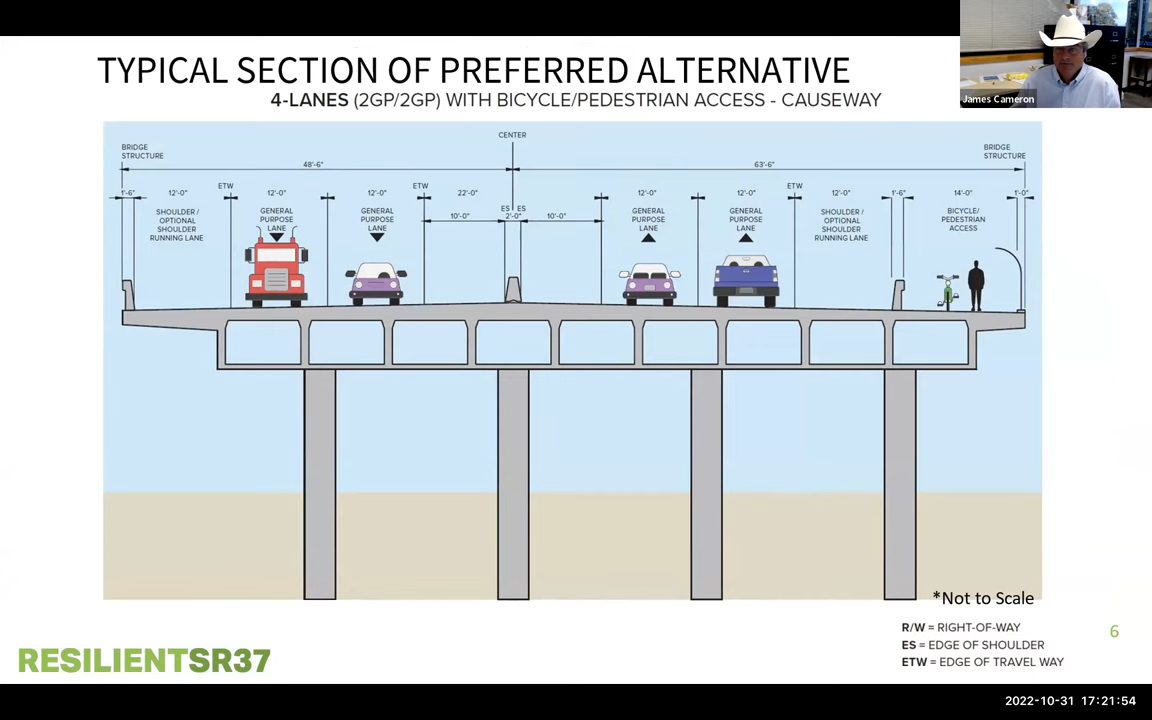 TYPICAL SECTION OF PREFERRED ALTERNATIVE
4-LANES (2GP/2GP) WITH BICYCLE/PEDESTRIAN ACCESS - CAUSEWAY
James Cameron
CENTER
BRIDGE
STRUCTURE
BRIDGE
STRUCTURE
48'-6"
63'-6"
1'-6"
12'-0"
ETW
12'-0"
12'-0"
ETW
22'-0"
12'-0"
12'-0"
ETW
12'-0"
1'-6"
14'-0"
1'-0"
SHOULDER /
OPTIONAL
SHOULDER
RUNNING LANE
GENERAL
PURPOSE
LANE
GENERAL
PURPOSE
LANE
10'-0"
ES
ES
2'-0"
10'-0"
GENERAL
PURPOSE
LANE
GENERAL
PURPOSE
LANE
SHOULDER /
OPTIONAL
SHOULDER
RUNNING LANE
BICYCLE/
PEDESTRIAN
ACCESS
*Not to Scale
R/W = RIGHT-OF-WAY
ES = EDGE OF SHOULDER
ETW = EDGE OF TRAVEL WAY
6
RESILIENTSR37
2022-10-31 17:21:54